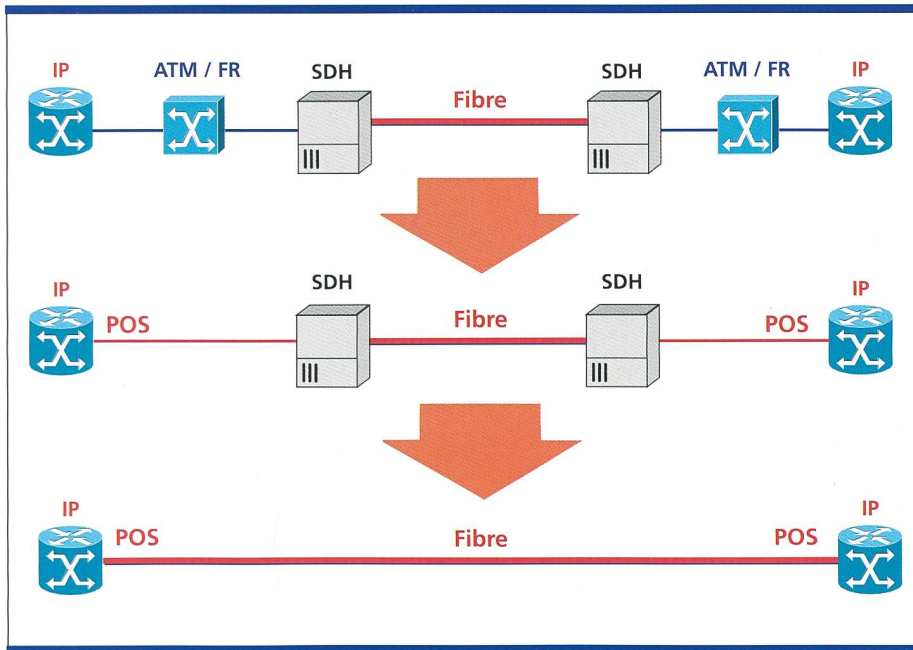 IP ATM / FR SDH Fibre SDH ATM / FR IP
IP POS SDH Fibre SDH POS IP
IP POS Fibre POS IP